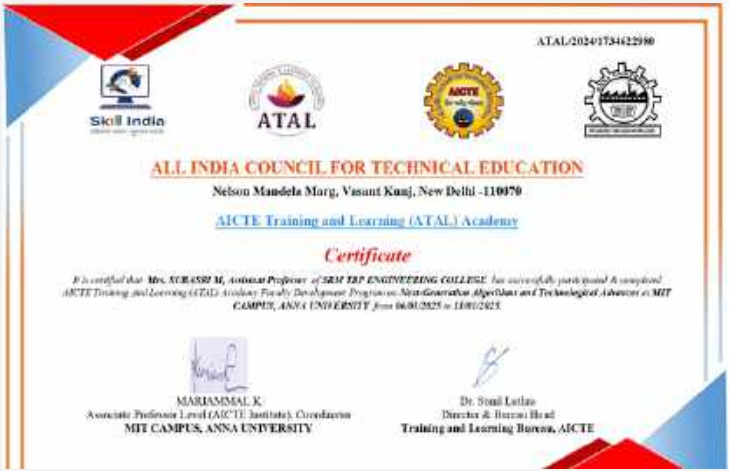 ATAL/2024/1734622980
Skill India
ATAL
AICTE
ALL INDIA COUNCIL FOR TECHNICAL EDUCATION
Nelson Mandela Marg, Vasant Kunj, New Delhi -110070
AICTE Training and Learning (ATAL) Academy
Certificate
It is certified that Mrs. SUBASRI M, Assistant Professor of SRM TRP ENGINEERING COLLEGE has successfully participated & completed
AICTE Training and Learning (ATAL) Academy Faculty Development Program on Next-Generation Algorithms and Technological Advances at MIT
CAMPUS, ANNA UNIVERSITY from 06/01/2025 to 11/01/2025.
MARIAMMAL K
Associate Professor Level (AICTE Institute), Coordinator
MIT CAMPUS, ANNA UNIVERSITY
Dr. Sunil Luthra
Director & Bureau Head
Training and Learning Bureau, AICTE